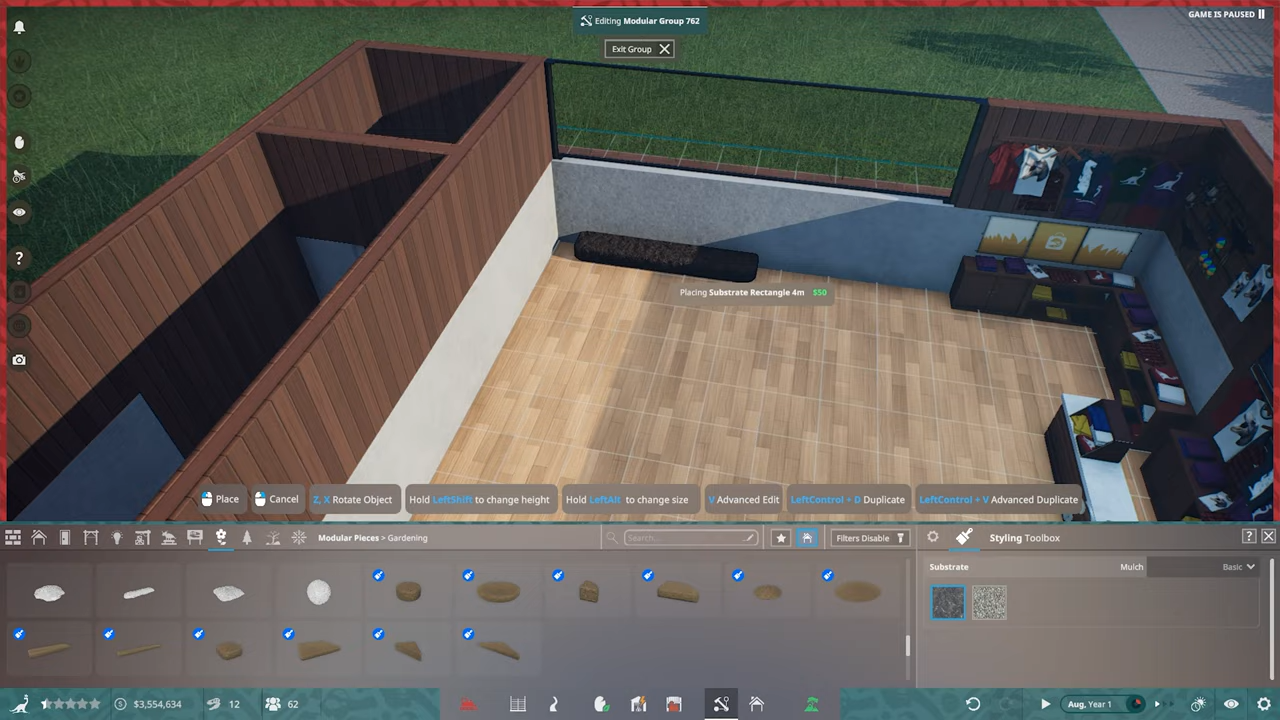 Editing Modular Group 762
GAME IS PAUSED
Exit Group
Placing Substrate Rectangle 4m $50
Place
Cancel
Z, X Rotate Object
Hold LeftShift to change height
Hold LeftAlt to change size
V Advanced Edit
LeftControl + D Duplicate
LeftControl + V Advanced Duplicate
Modular Pieces > Gardening
Search...
Filters Disable
Styling Toolbox
?
Substrate
Mulch
Basic
$3,554,634
12
62
Aug, Year 1